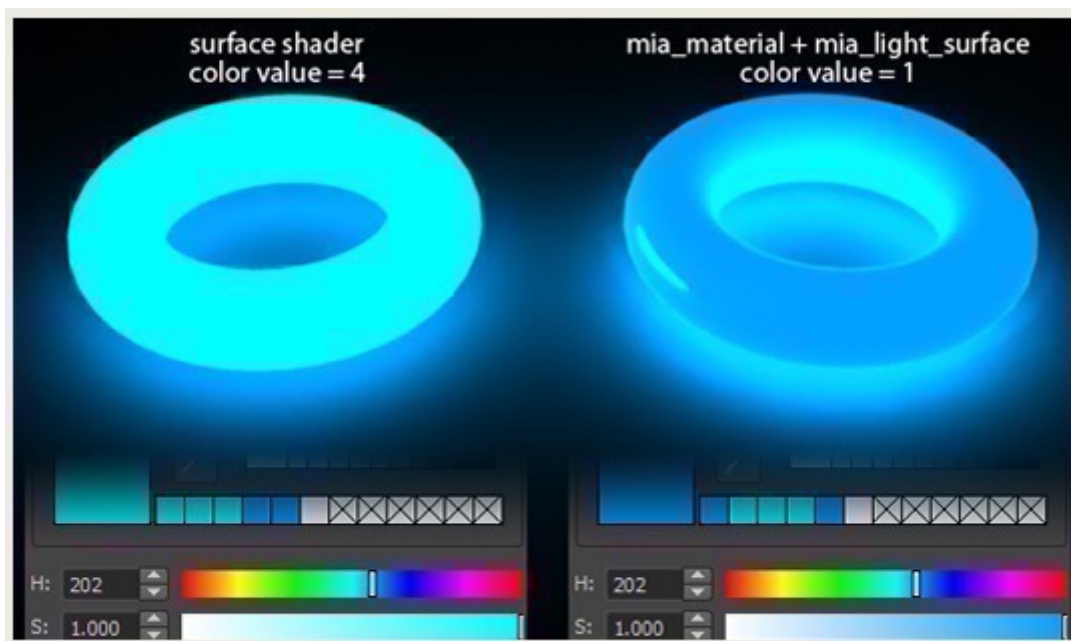 surface shader
color value = 4
mia_material + mia_light_surface
color value = 1
H: 202
S: 1.000
H: 202
S: 1.000